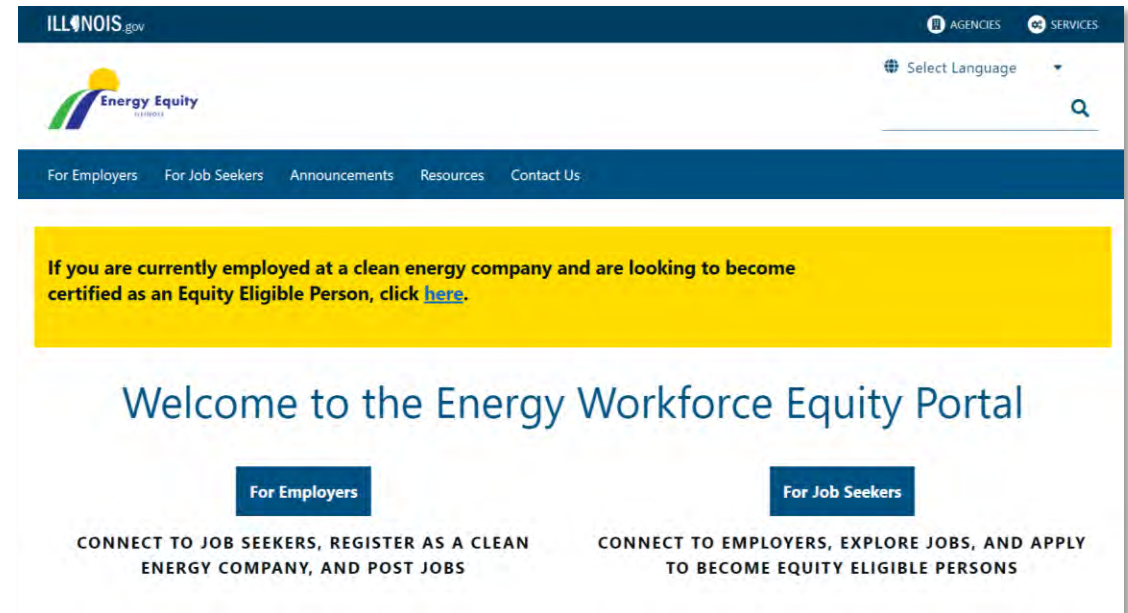 ILLINOIS.gov
AGENCIES SERVICES
Select Language
Energy Equity
ILLINOIS
For Employers For Job Seekers Announcements Resources Contact Us
If you are currently employed at a clean energy company and are looking to become
certified as an Equity Eligible Person, click here.
Welcome to the Energy Workforce Equity Portal
For Employers For Job Seekers
CONNECT TO JOB SEEKERS, REGISTER AS A CLEAN CONNECT TO EMPLOYERS, EXPLORE JOBS, AND APPLY
ENERGY COMPANY, AND POST JOBS TO BECOME EQUITY ELIGIBLE PERSONS